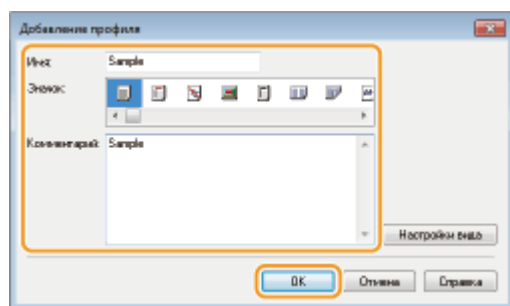 Добавление профиля
Имя: Sample
Значок:
Комментарий: Sample
Настройки вида
OK Отмена Справка